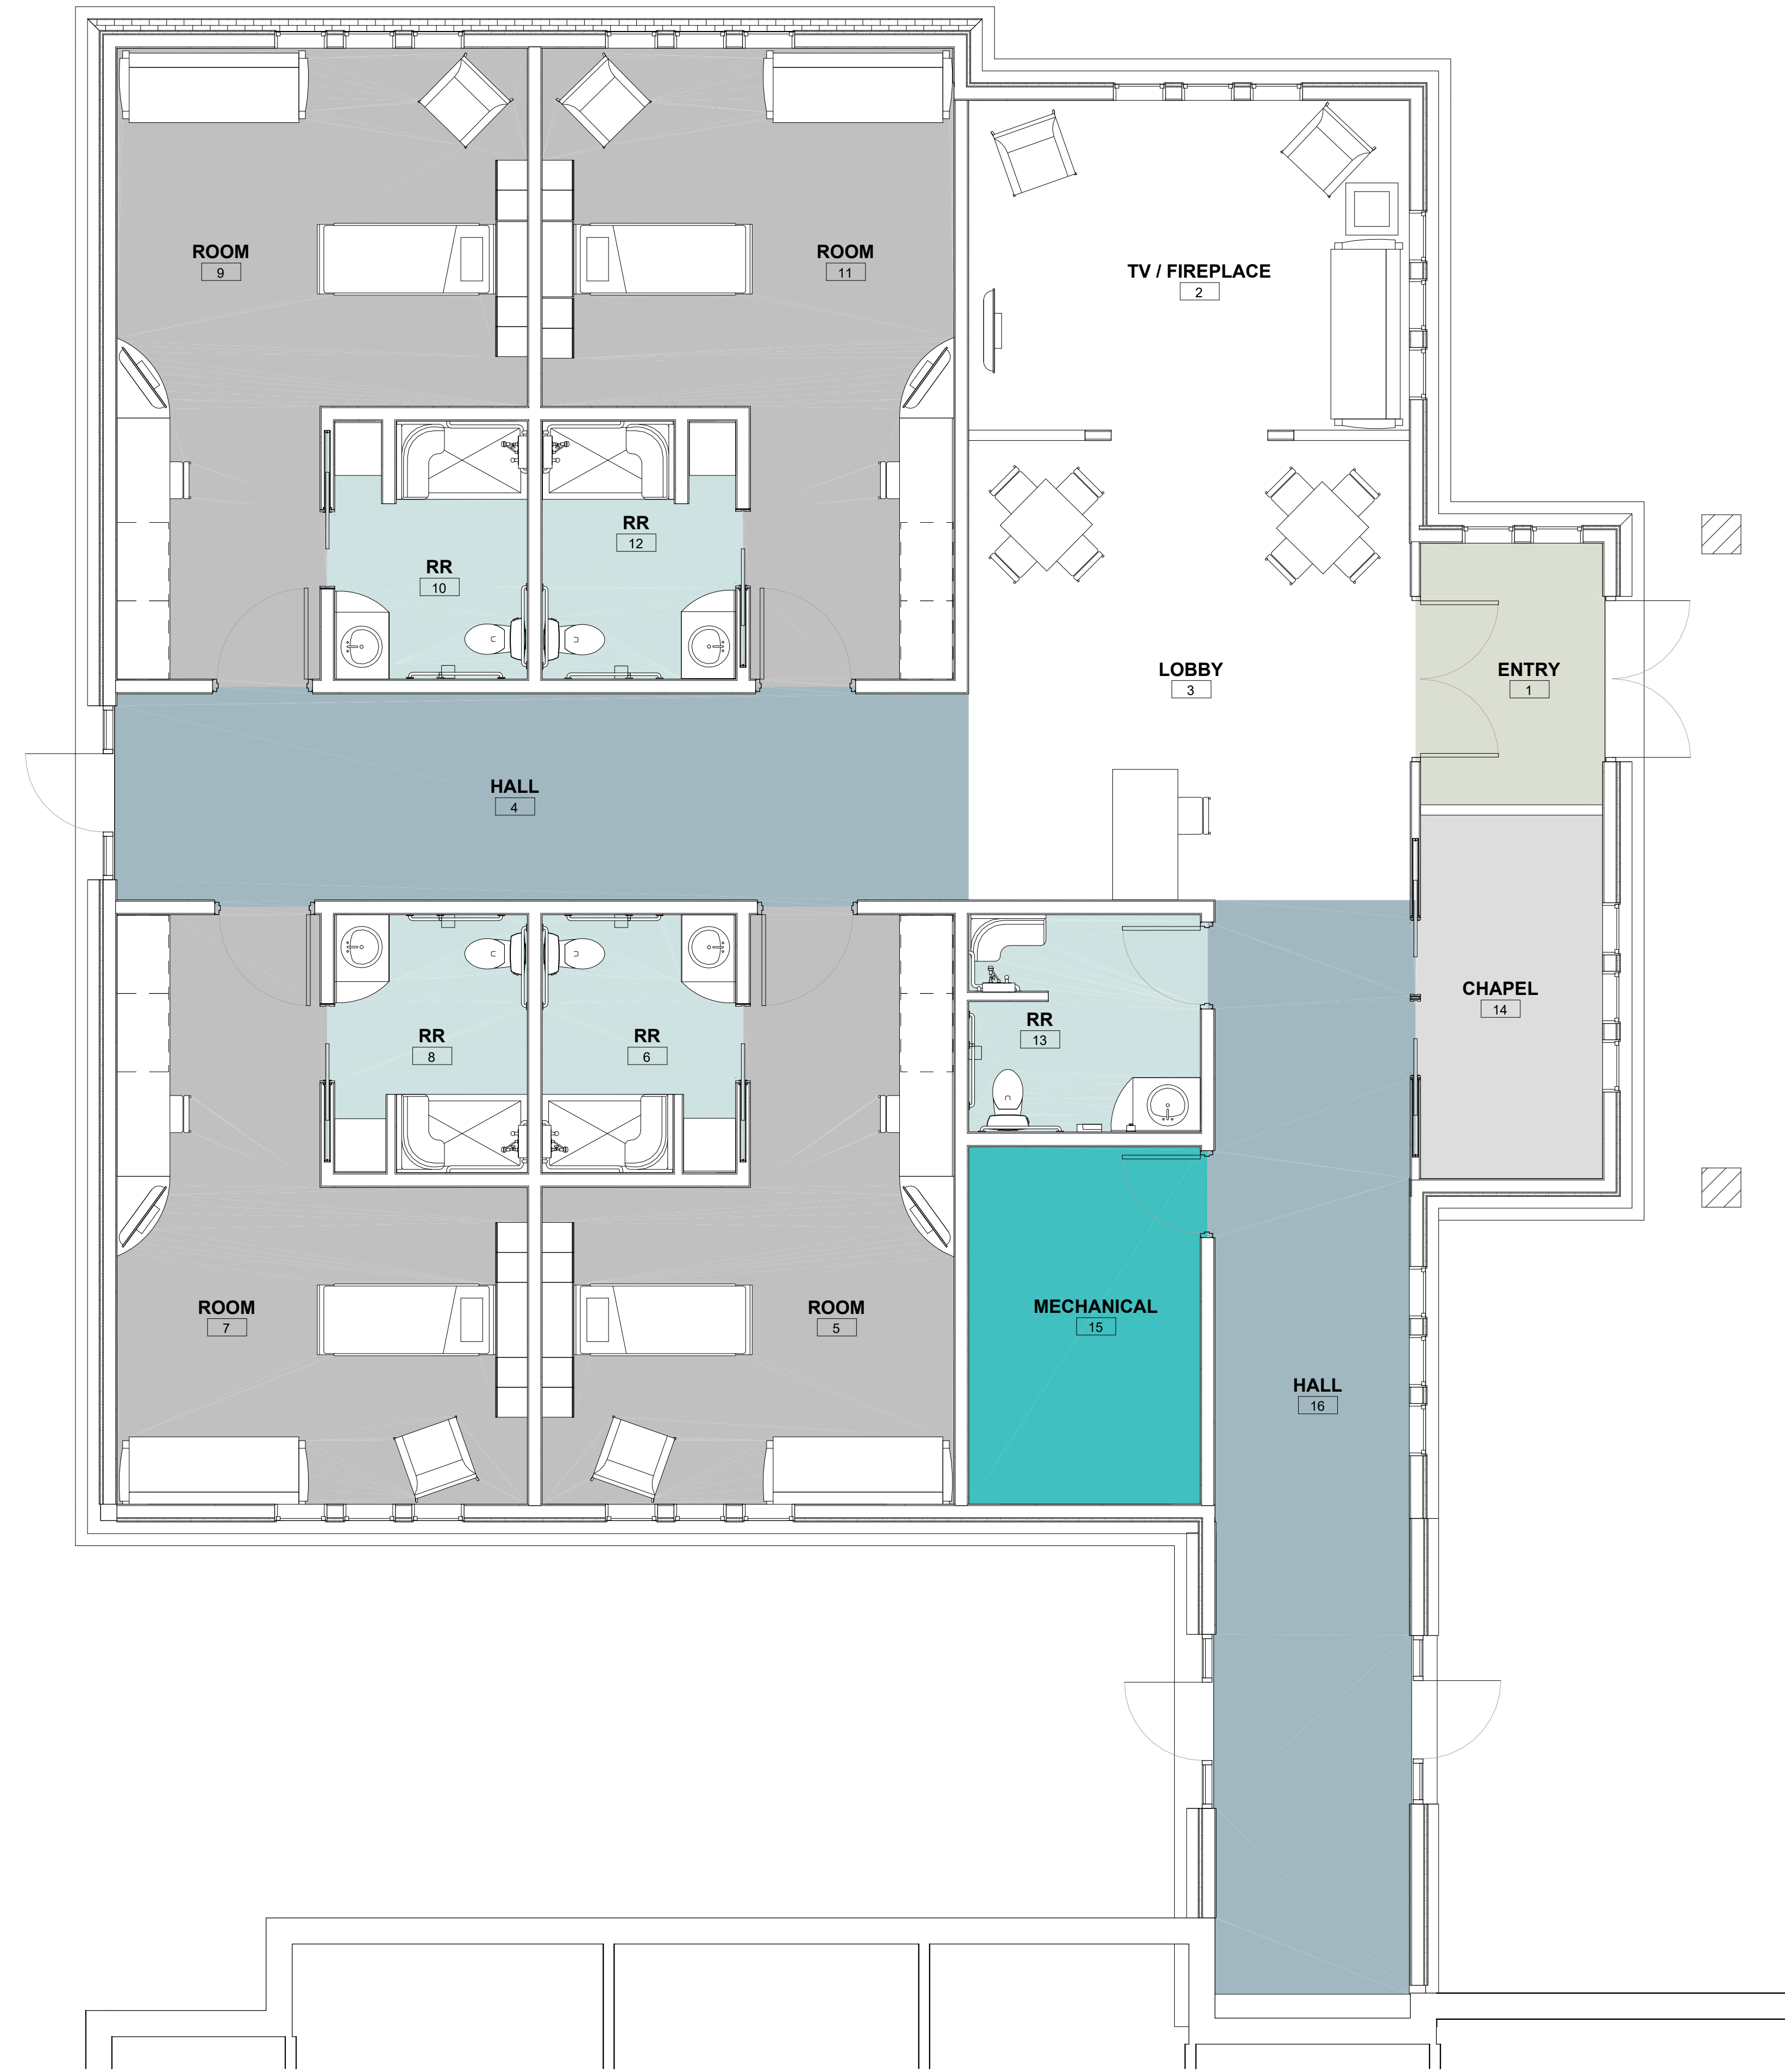 ROOM
9
ROOM
11
TV / FIREPLACE
2
RR
10
RR
12
LOBBY
3
ENTRY
1
HALL
4
RR
8
RR
6
RR
13
CHAPEL
14
ROOM
7
ROOM
5
MECHANICAL
15
HALL
16